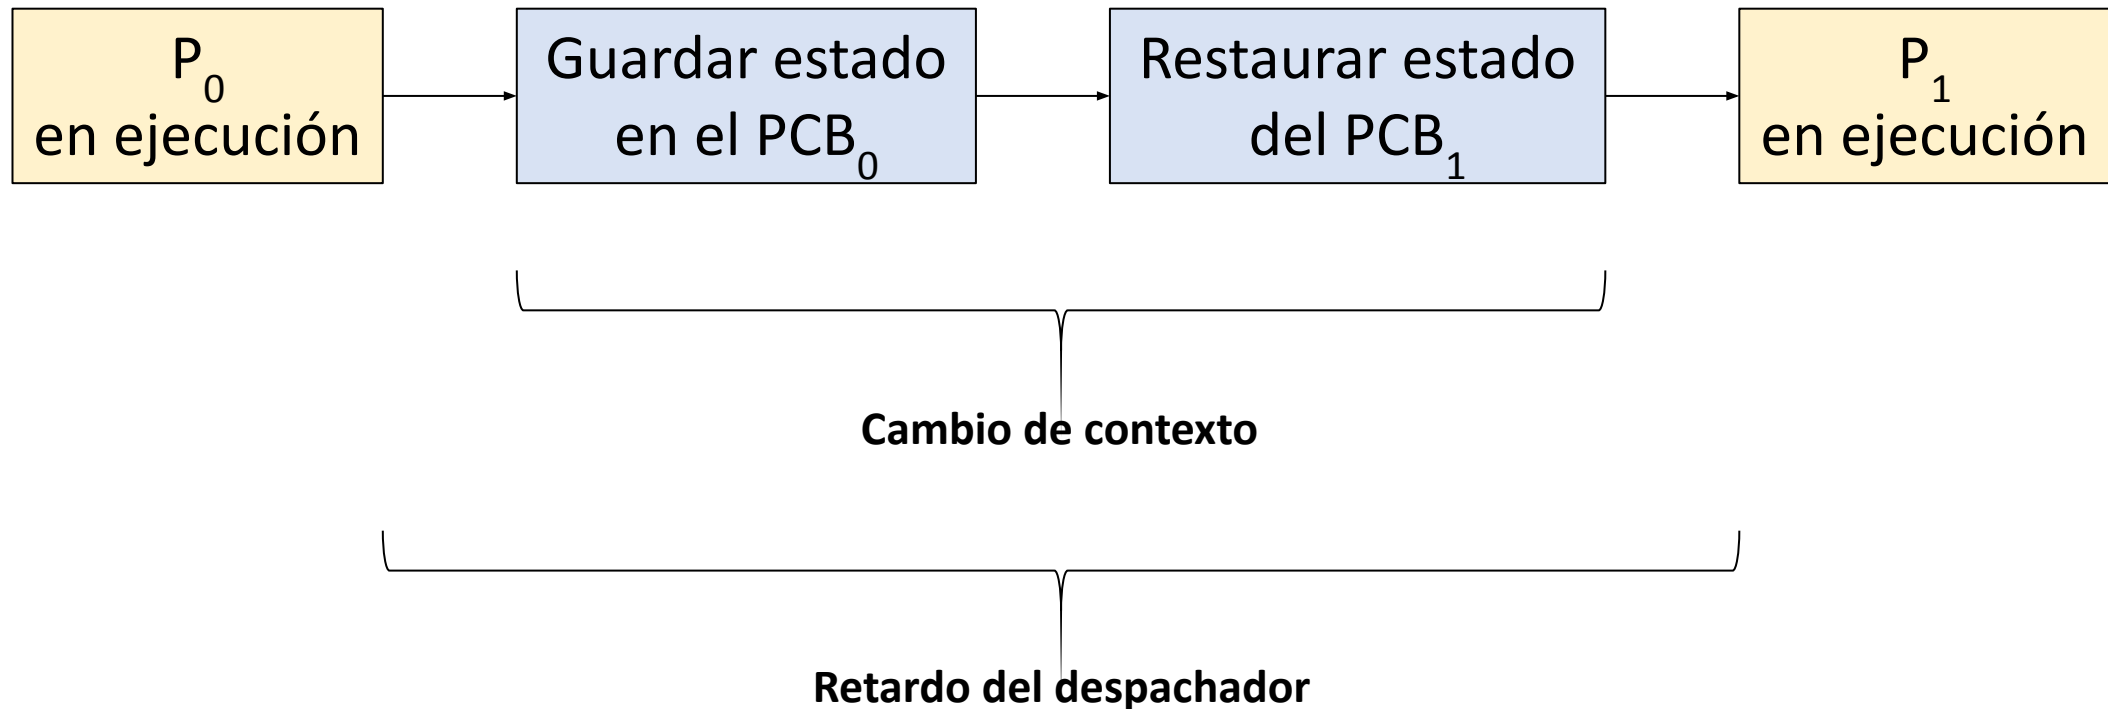 P₀
en ejecución
Guardar estado
en el PCB₀
Restaurar estado
del PCB₁
P₁
en ejecución
Cambio de contexto
Retardo del despachador